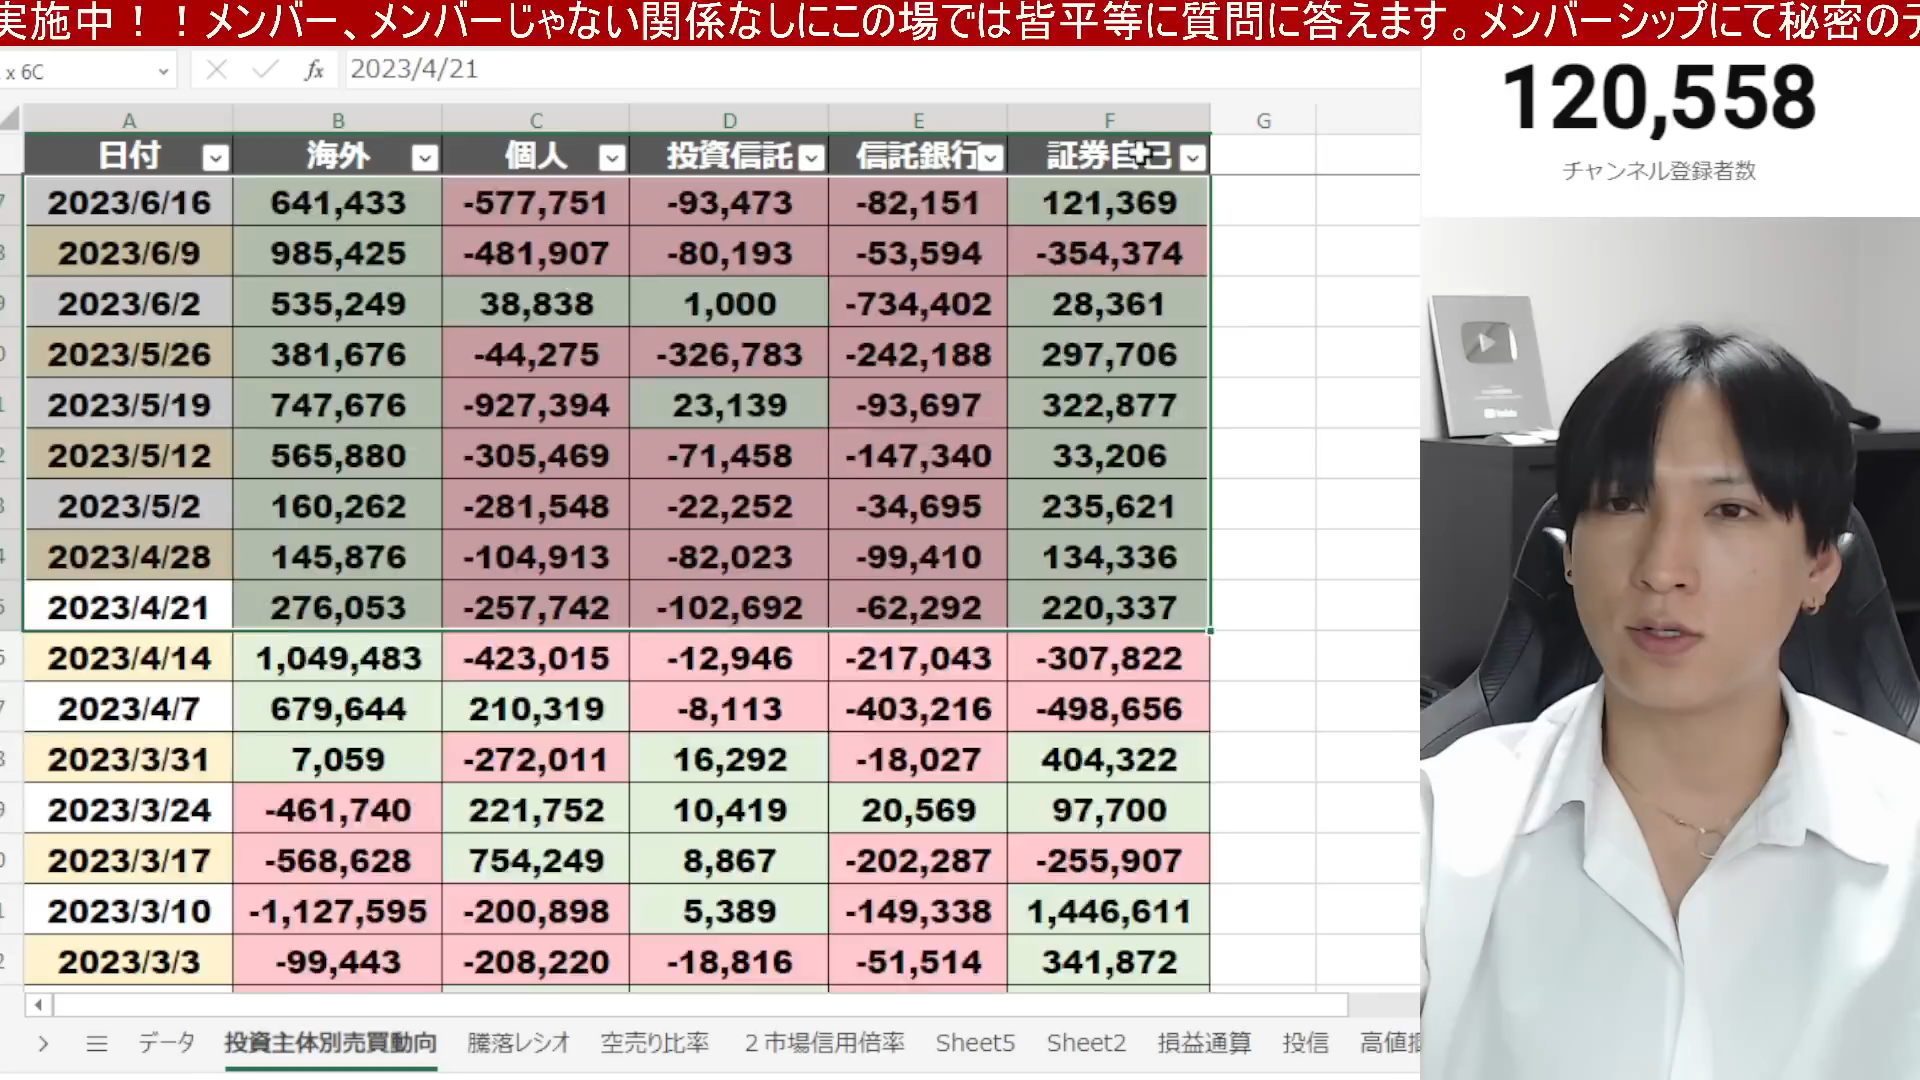 実施中！！メンバー、メンバーじゃない関係なしにこの場では皆平等に質問に答えます。メンバーシップにて秘密の
x 6C fx 2023/4/21
120,558
チャンネル登録者数
A B C D E F G
日付 海外 個人 投資信託 信託銀行 証券自己
2023/6/16 641,433 -577,751 -93,473 -82,151 121,369
2023/6/9 985,425 -481,907 -80,193 -53,594 -354,374
2023/6/2 535,249 38,838 1,000 -734,402 28,361
2023/5/26 381,676 -44,275 -326,783 -242,188 297,706
2023/5/19 747,676 -927,394 23,139 -93,697 322,877
2023/5/12 565,880 -305,469 -71,458 -147,340 33,206
2023/5/2 160,262 -281,548 -22,252 -34,695 235,621
2023/4/28 145,876 -104,913 -82,023 -99,410 134,336
2023/4/21 276,053 -257,742 -102,692 -62,292 220,337
2023/4/14 1,049,483 -423,015 -12,946 -217,043 -307,822
2023/4/7 679,644 210,319 -8,113 -403,216 -498,656
2023/3/31 7,059 -272,011 16,292 -18,027 404,322
2023/3/24 -461,740 221,752 10,419 20,569 97,700
2023/3/17 -568,628 754,249 8,867 -202,287 -255,907
2023/3/10 -1,127,595 -200,898 5,389 -149,338 1,446,611
2023/3/3 -99,443 -208,220 -18,816 -51,514 341,872
データ 投資主体別売買動向 騰落レシオ 空売り比率 2市場信用倍率 Sheet5 Sheet2 損益通算 投信 高値